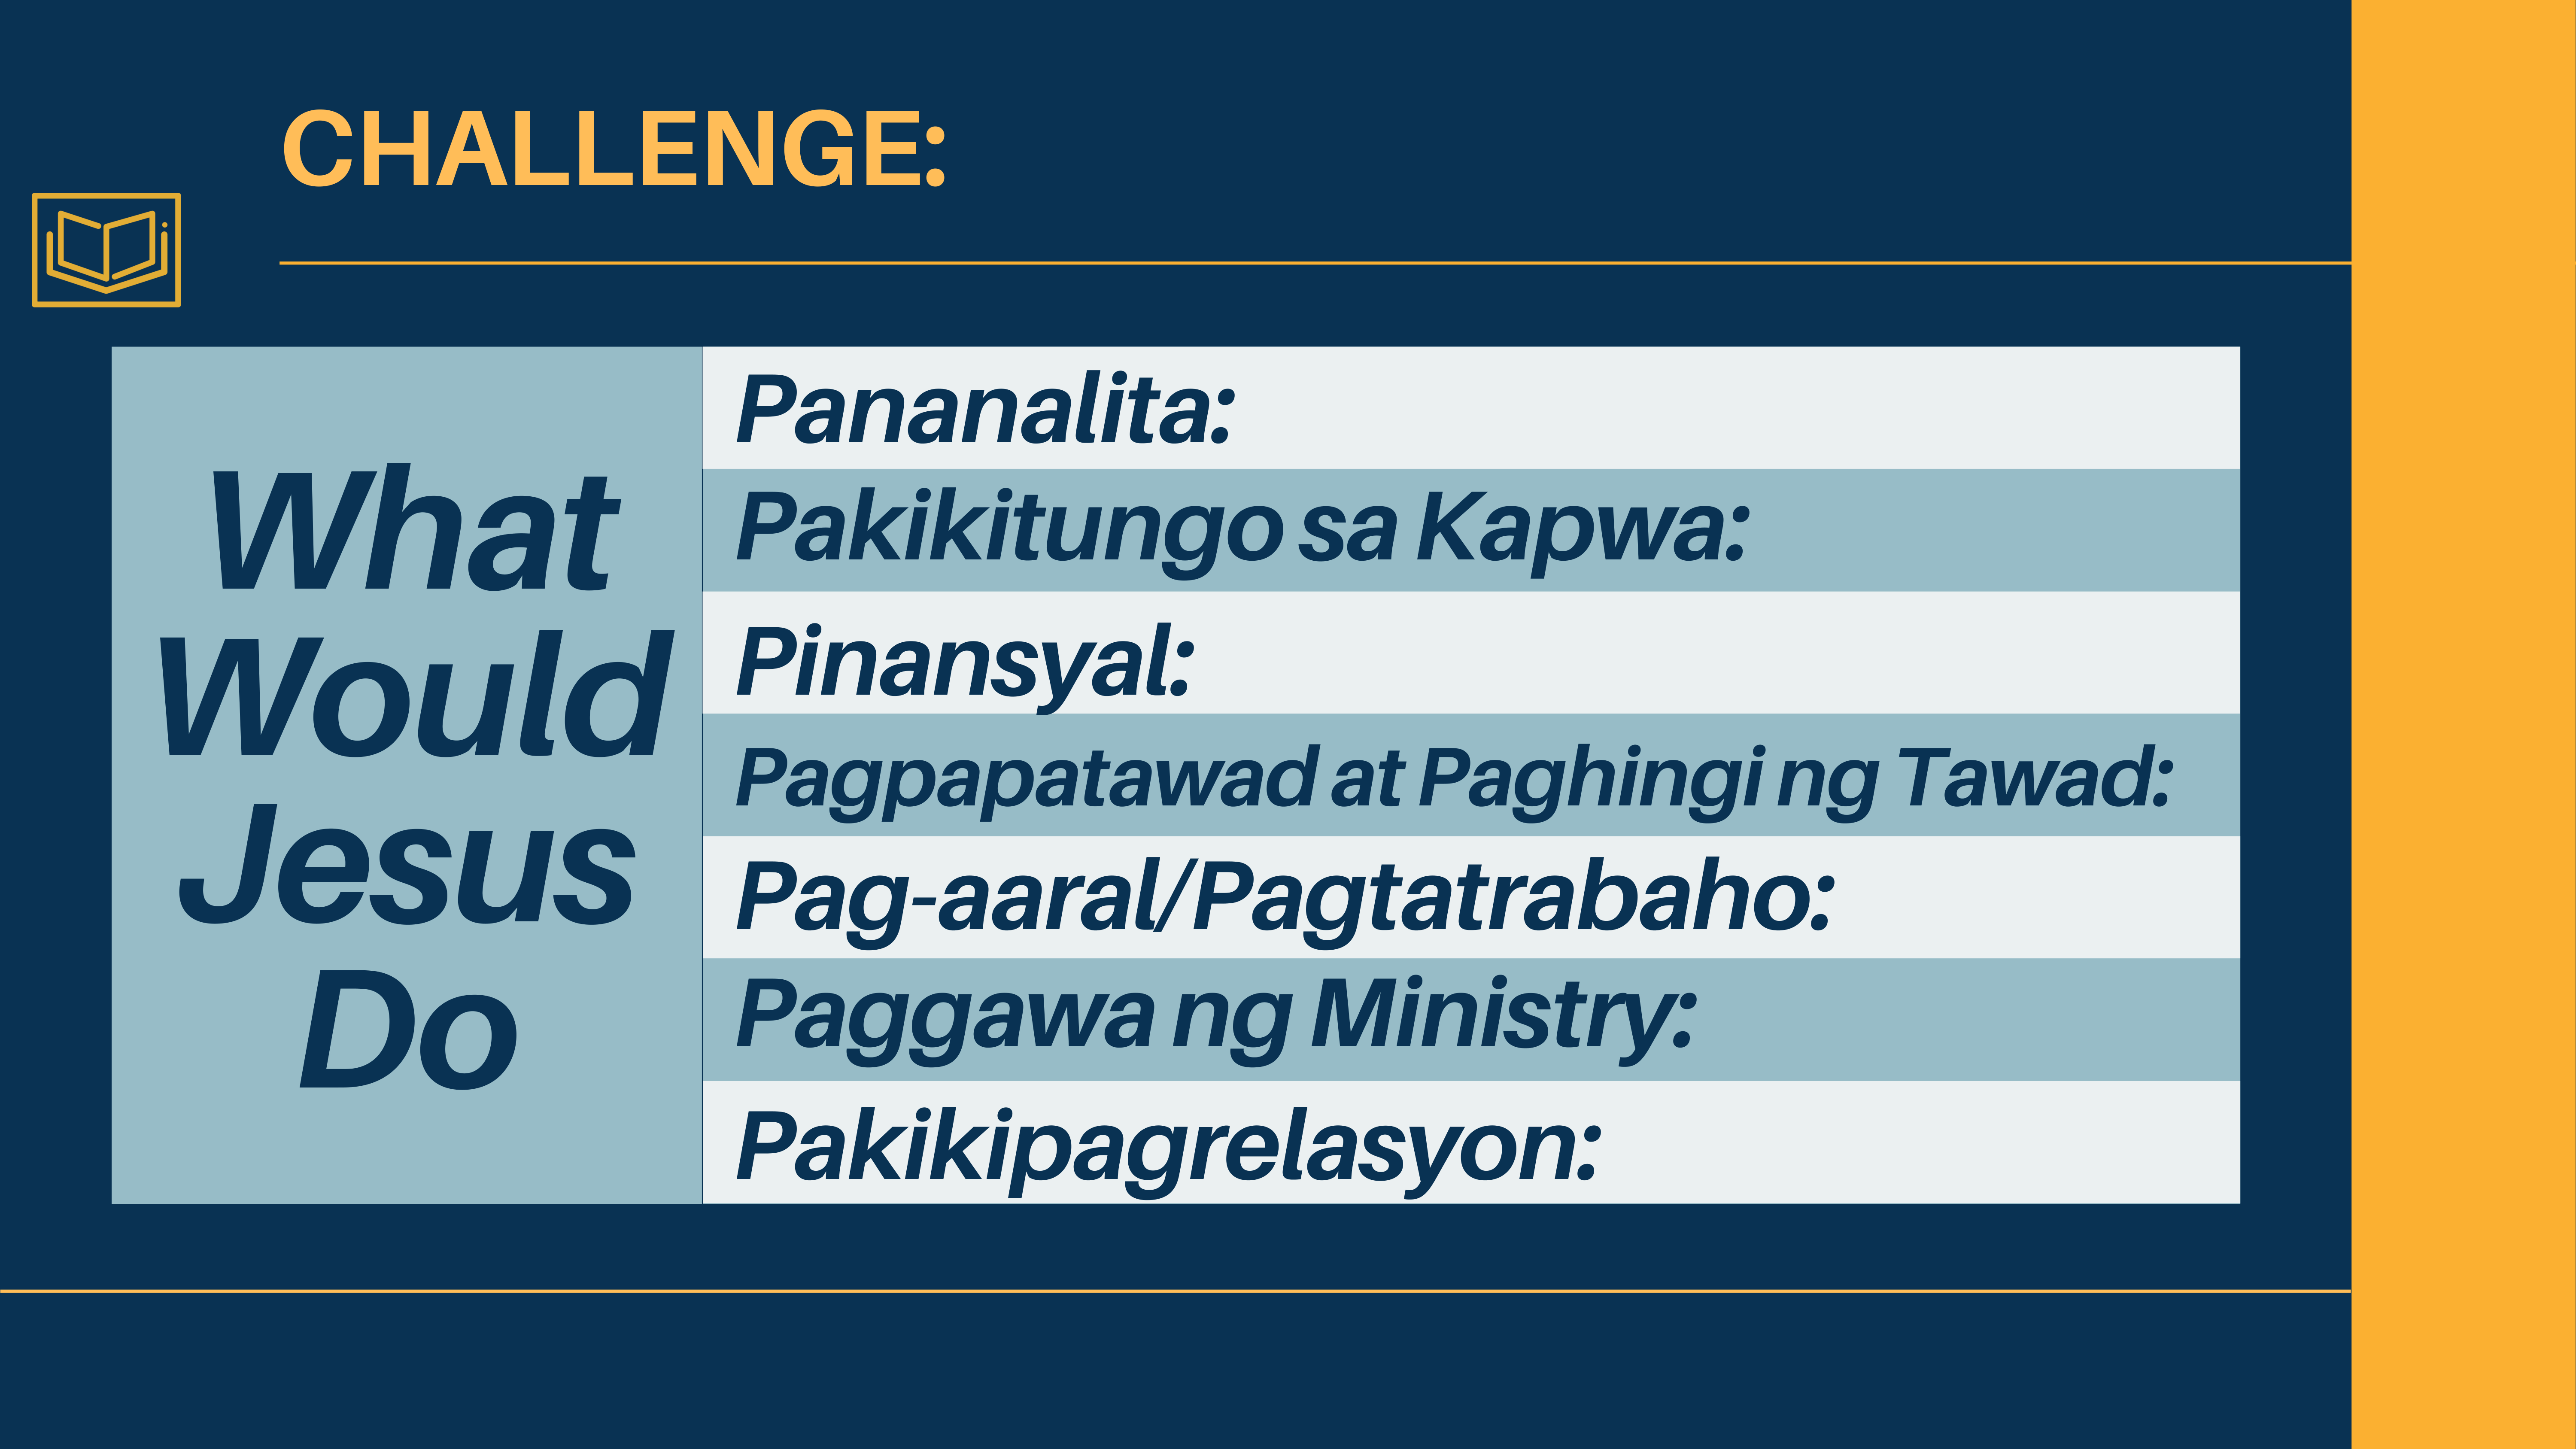 CHALLENGE:
What
Would
Jesus
Do
Pananalita:
Pakikitungo sa Kapwa:
Pinansyal:
Pagpapatawad at Paghingi ng Tawad:
Pag-aaral/Pagtatrabaho:
Paggawa ng Ministry:
Pakikipagrelasyon: